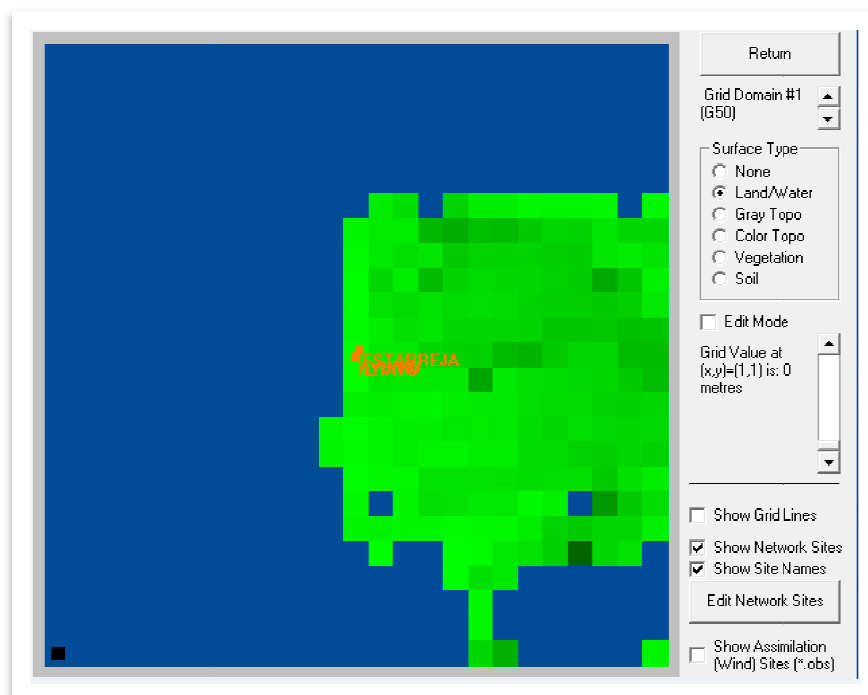 Return
Grid Domain #1
(G50)
Surface Type
None
Land/Water
Gray Topo
Color Topo
Vegetation
Soil
Edit Mode
Grid Value at
(x,y)=(1,1) is: 0
metres
ESTARREJA
Show Grid Lines
Show Network Sites
Show Site Names
Edit Network Sites
Show Assimilation
(Wind) Sites (*.obs)